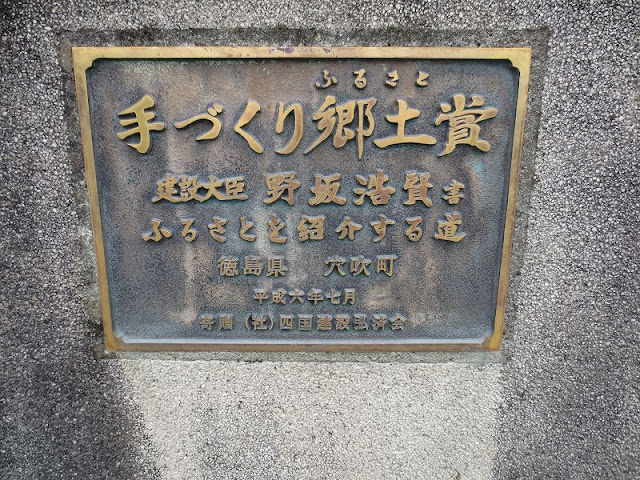 ふるさと
手づくり郷土賞
建設大臣 野坂浩賢書
ふるさとを紹介する道
徳島県 穴吹町
平成六年七月
寄贈 (社)四国建設弘済会